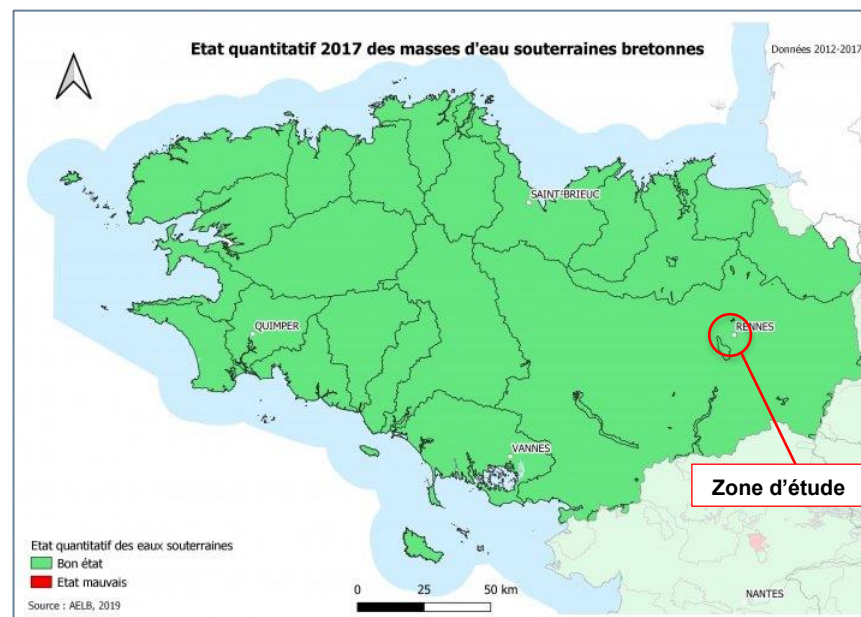 Etat quantitatif 2017 des masses d'eau souterraines bretonnes
Données 2012-2017
SAINT-BRIEUC
QUIMPER
RENNES
VANNES
Zone d'étude
Etat quantitatif des eaux souterraines
Bon état
Etat mauvais
Source : AELB, 2019
0 25 50 km
NANTES